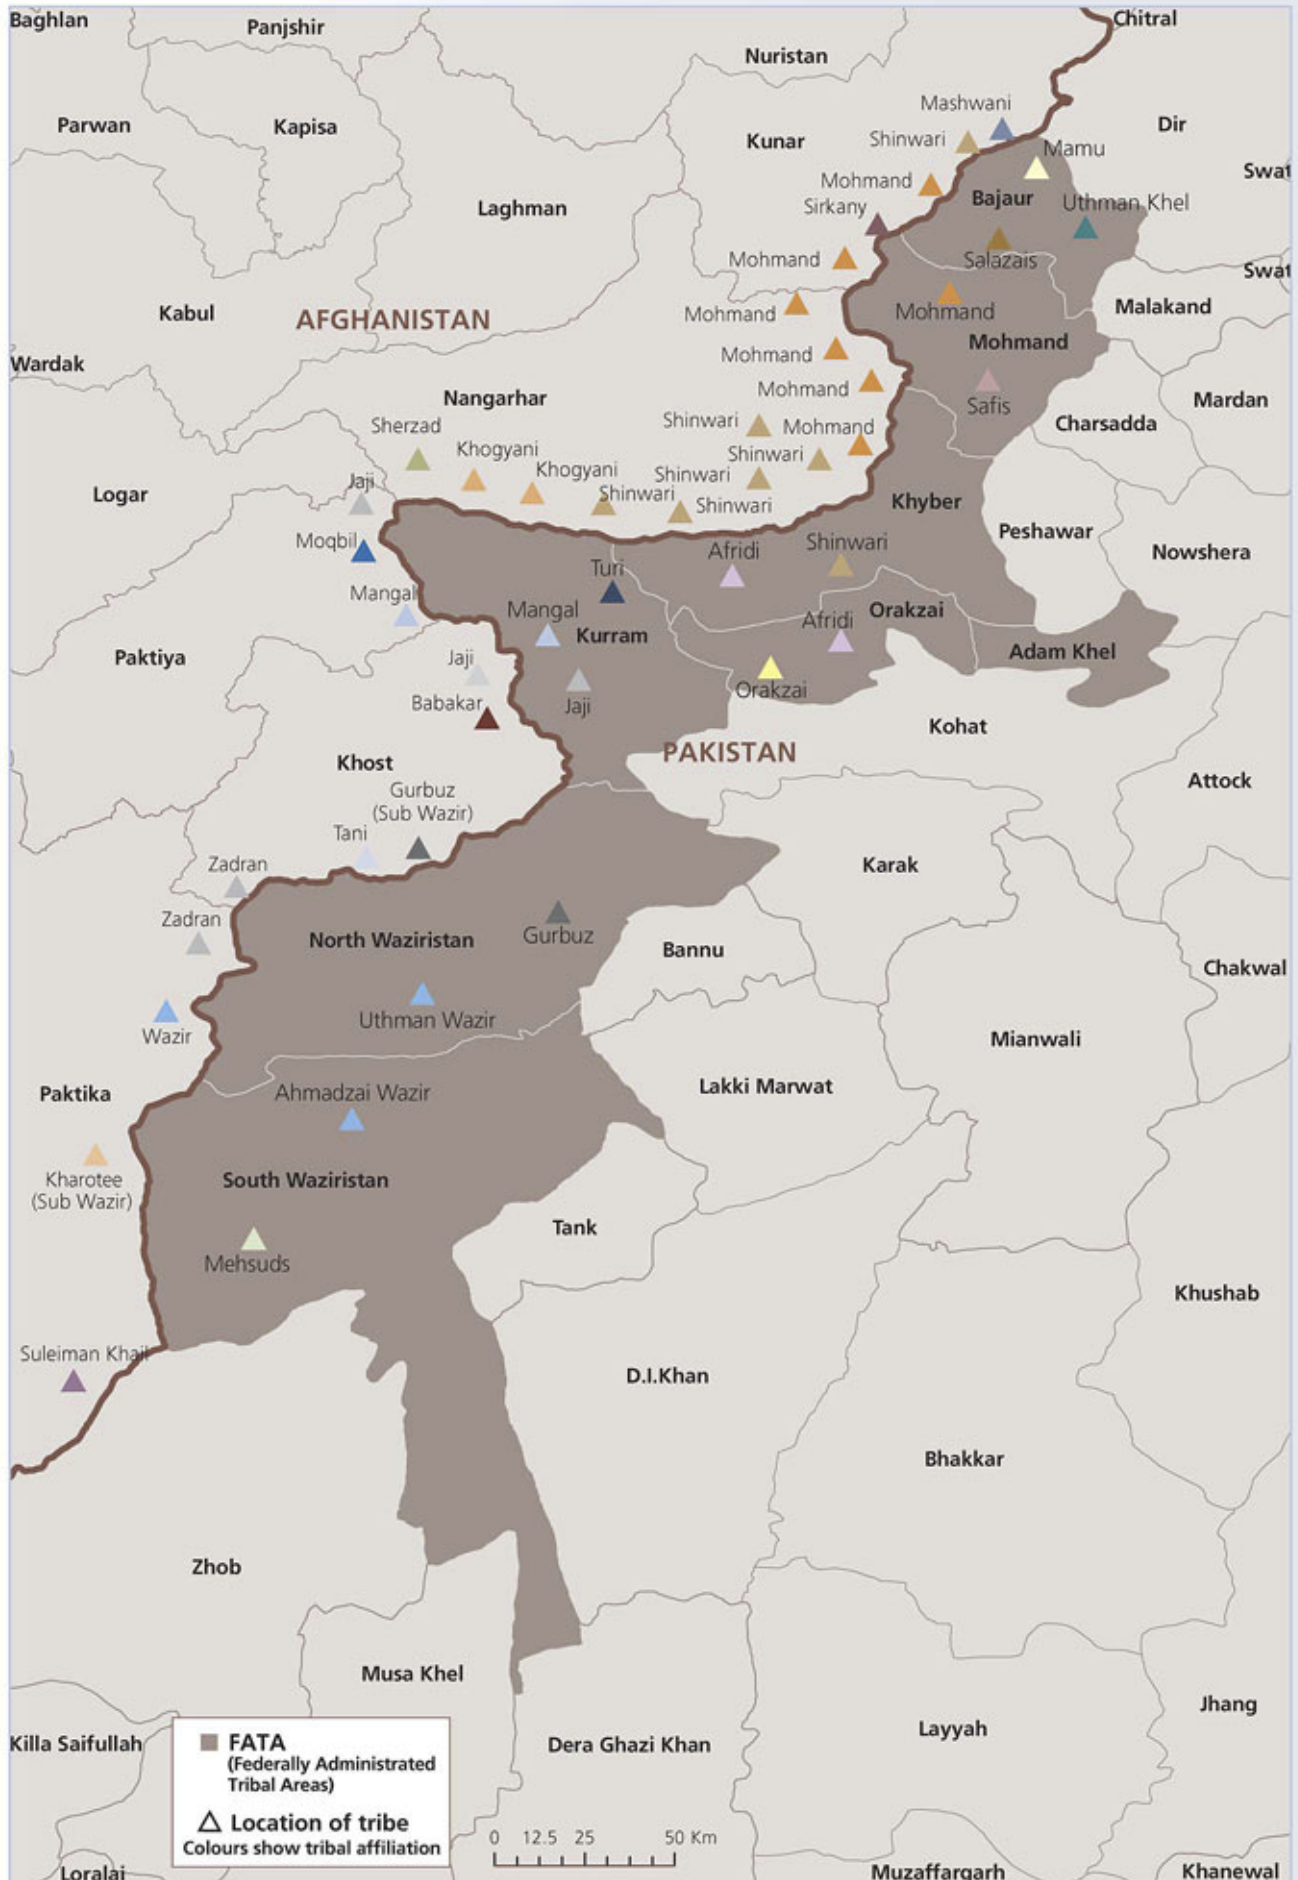 Baghlan
Panjshir
Chitral
Nuristan
Mashwani
Parwan
Kapisa
Kunar
Shinwari
Dir
Mamu
Mohmand
Swat
Laghman
Sirkany
Bajaur
Uthman Khel
Mohmand
Salazais
Swat
Kabul
AFGHANISTAN
Mohmand
Mohmand
Malakand
Mohmand
Mohmand
Wardak
Mohmand
Nangarhar
Safis
Mardan
Sherzad
Shinwari
Mohmand
Charsadda
Khogyani
Shinwari
Khogyani
Shinwari
Jaji
Logar
Shinwari
Shinwari
Khyber
Moqbil
Peshawar
Afridi
Shinwari
Nowshera
Turi
Mangal
Mangal
Kurram
Afridi
Orakzai
Paktiya
Jaji
Adam Khel
Babakar
Jaji
Orakzai
Kohat
PAKISTAN
Khost
Attock
Gurbuz
(Sub Wazir)
Tani
Zadran
Karak
Zadran
North Waziristan
Gurbuz
Bannu
Chakwal
Uthman Wazir
Wazir
Mianwali
Paktika
Ahmadzai Wazir
Lakki Marwat
Kharotee
(Sub Wazir)
South Waziristan
Tank
Mehsuds
Khushab
Suleiman Khail
D.I.Khan
Bhakkar
Zhob
Musa Khel
Jhang
Killa Saifullah
Dera Ghazi Khan
Layyah
FATA
(Federally Administrated
Tribal Areas)
Location of tribe
Colours show tribal affiliation
0 12.5 25 50 Km
Loralai
Muzaffargarh
Khanewal